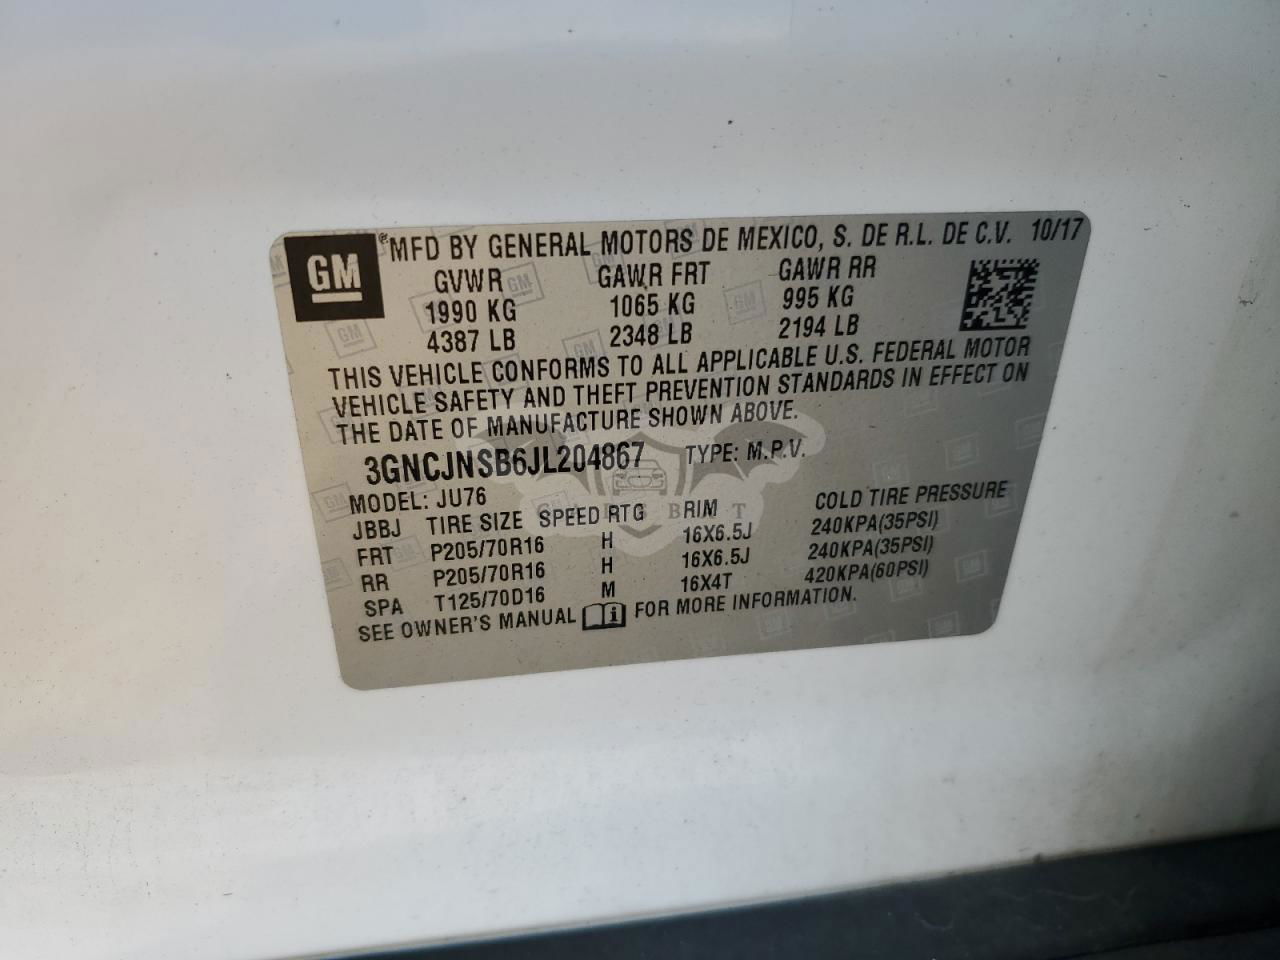 GM
MFD BY GENERAL MOTORS DE MEXICO, S. DE R.L. DE C.V. 10/17
GVWR GAWR FRT GAWR RR
1990 KG 1065 KG 995 KG
4387 LB 2348 LB 2194 LB
THIS VEHICLE CONFORMS TO ALL APPLICABLE U.S. FEDERAL MOTOR
VEHICLE SAFETY AND THEFT PREVENTION STANDARDS IN EFFECT ON
THE DATE OF MANUFACTURE SHOWN ABOVE.
3GNCJNSB6JL204867 TYPE: M.P.V.
MODEL: JU76
JBBJ TIRE SIZE SPEED RTG RIM COLD TIRE PRESSURE
FRT P205/70R16 H 16X6.5J 240KPA(35PSI)
RR P205/70R16 H 16X6.5J 240KPA(35PSI)
SPA T125/70D16 M 16X4T 420KPA(60PSI)
SEE OWNER'S MANUAL FOR MORE INFORMATION.